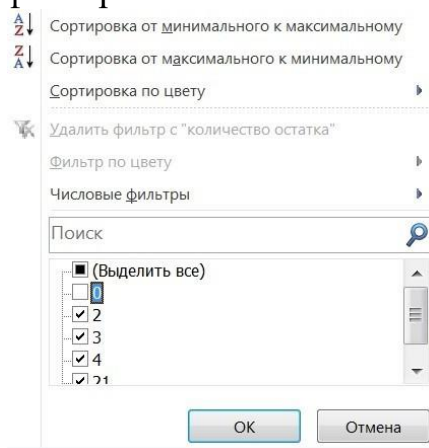 Сортировка от минимального к максимальному
Сортировка от максимального к минимальному
Сортировка по цвету
Удалить фильтр с "количество остатка"
Фильтр по цвету
Числовые фильтры
Поиск
(Выделить все)
0
2
3
4
21
ОК
Отмена